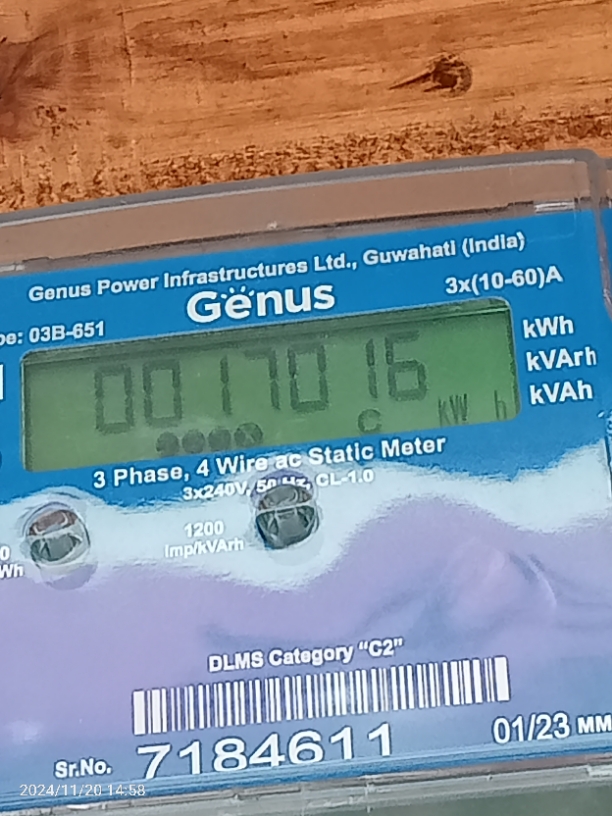 Genus Power Infrastructures Ltd., Guwahati (India)
Genus
3x(10-60)A
03B-651
0017016
C
kW h
kWh
kVArh
kVAh
3 Phase, 4 Wire ac Static Meter
3x240V, 50 Hz, CL-1.0
1200
Imp/kVArh
DLMS Category “C2”
Sr.No. 7184611
01/23
2024/11/20 14:58